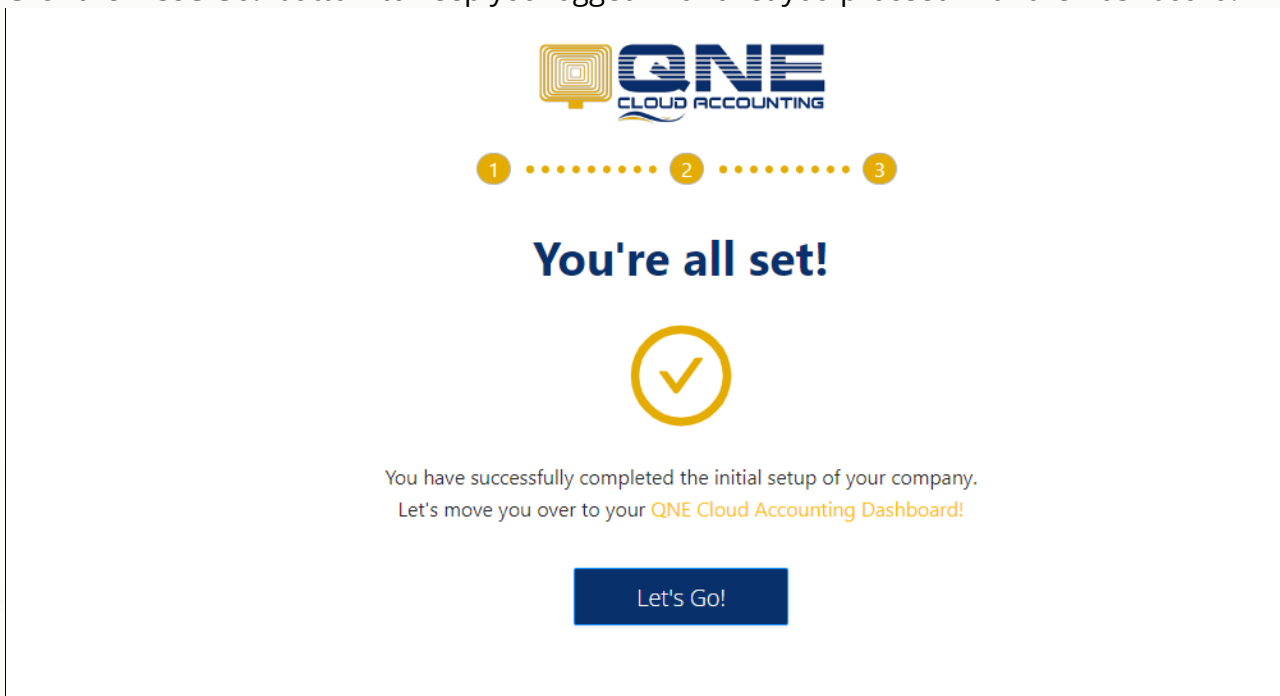 QNE
CLOUD ACCOUNTING
1 2 3
You're all set!
You have successfully completed the initial setup of your company.
Let's move you over to your QNE Cloud Accounting Dashboard!
Let's Go!